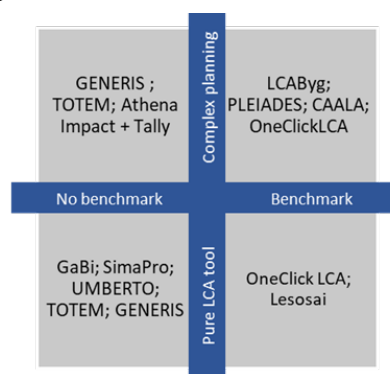 GENERIS ;
TOTEM; Athena
Impact + Tally
Complex planning
LCAByg;
PLEIADES; CAALA;
OneClickLCA
No benchmark
Benchmark
GaBi; SimaPro;
UMBERTO;
TOTEM; GENERIS
Pure LCA tool
OneClick LCA;
Lesosai